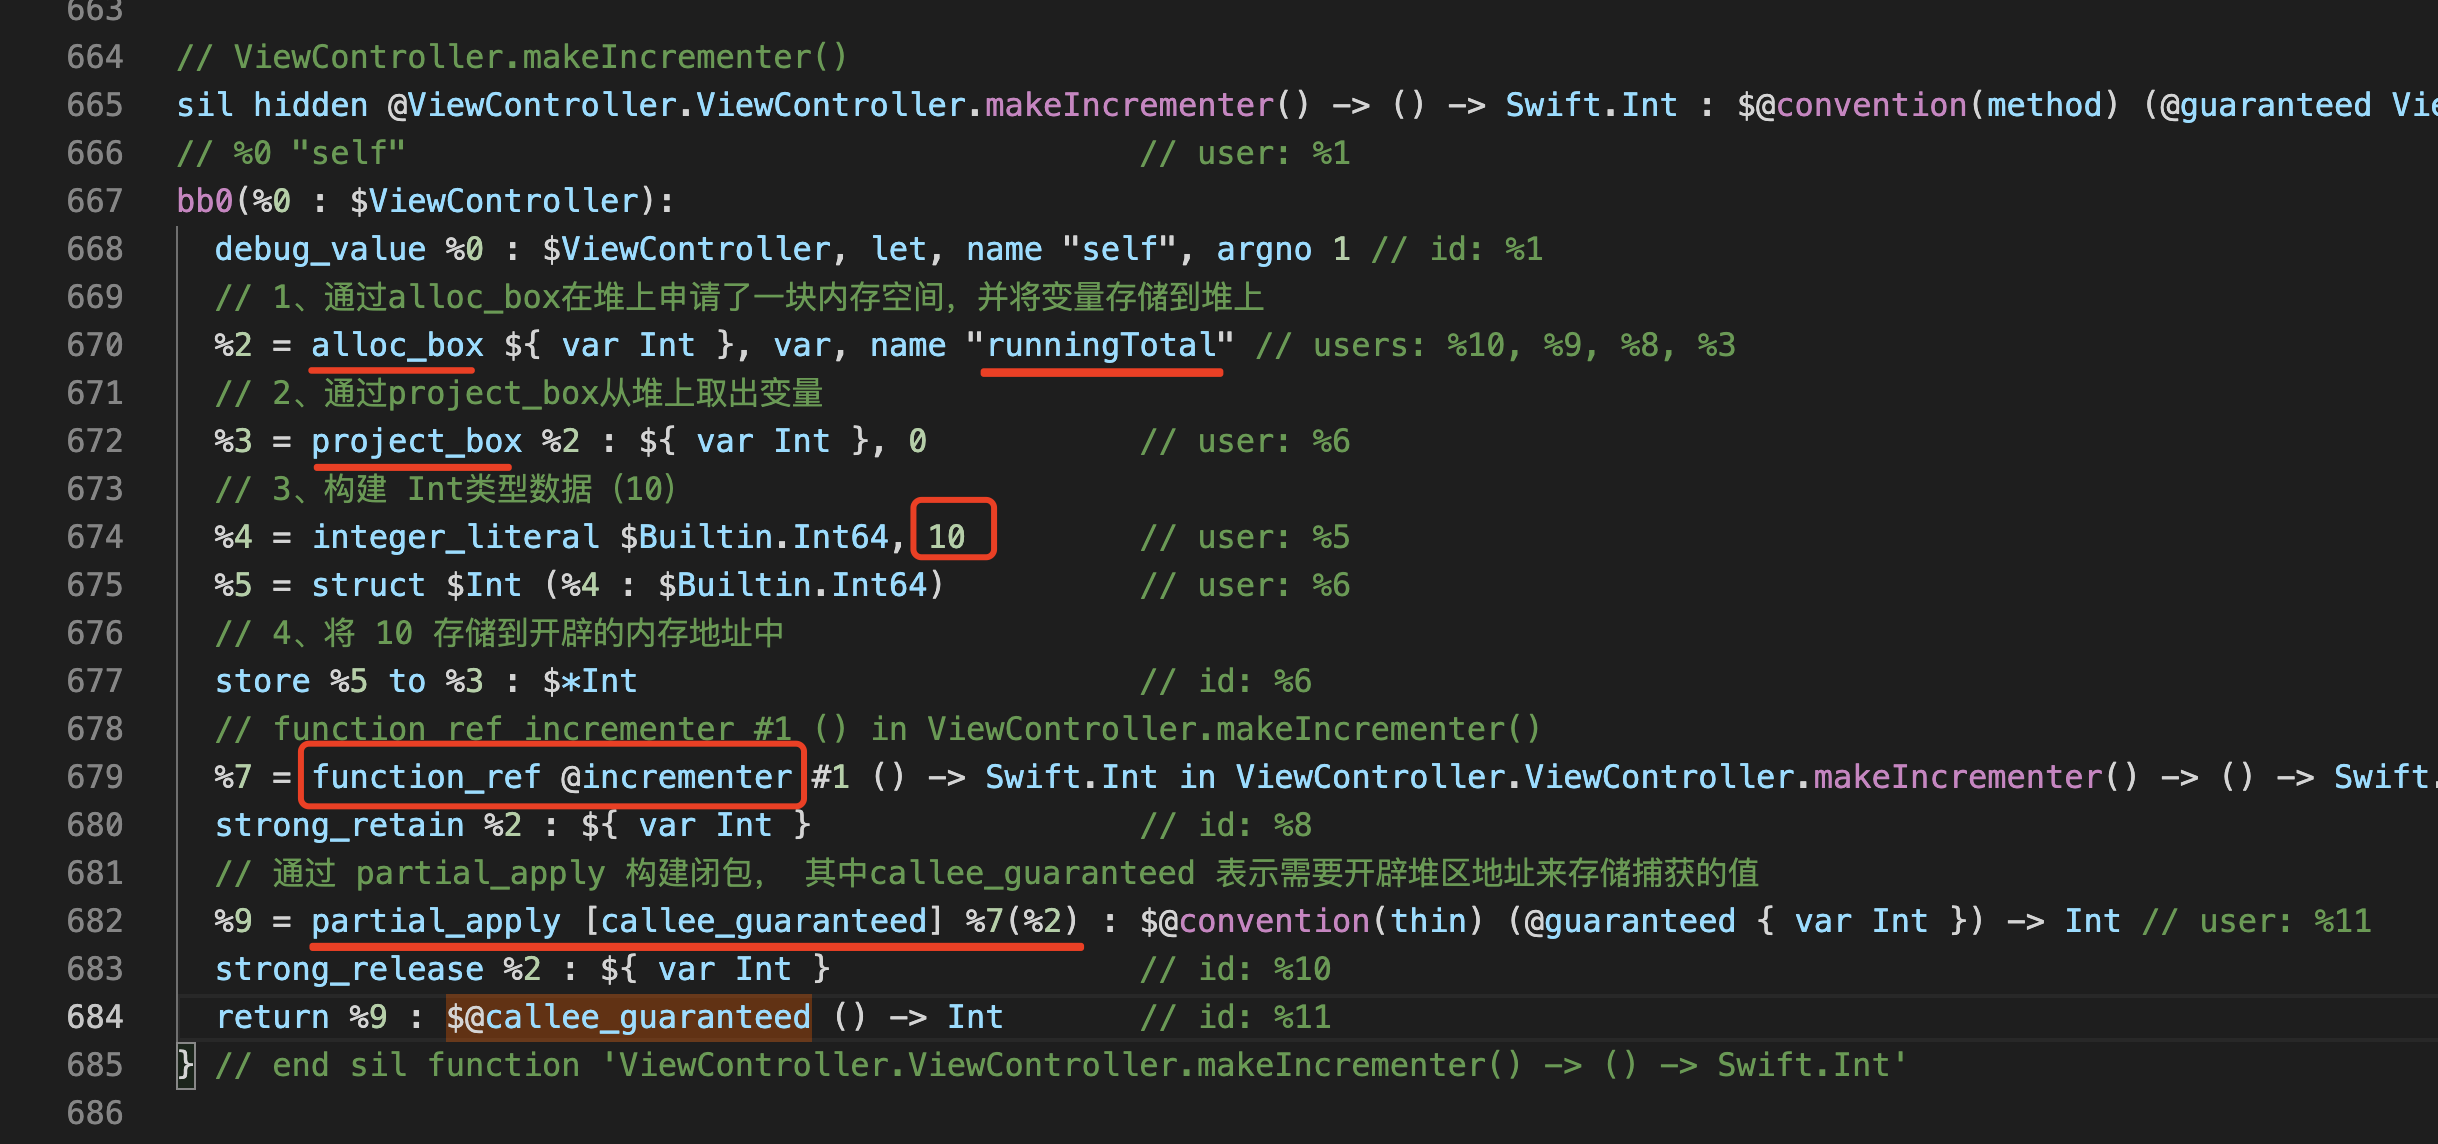 663
664 // ViewController.makeIncrementer()
665 sil hidden @ViewController.ViewController.makeIncrementer() -> () -> Swift.Int : $@convention(method) (@guaranteed Vie
666 // %0 "self" // user: %1
667 bb0(%0 : $ViewController):
668 debug_value %0 : $ViewController, let, name "self", argno 1 // id: %1
669 // 1、通过alloc_box在堆上申请了一块内存空间，并将变量存储到堆上
670 %2 = alloc_box ${ var Int }, var, name "runningTotal" // users: %10, %9, %8, %3
671 // 2、通过project_box从堆上取出变量
672 %3 = project_box %2 : ${ var Int }, 0 // user: %6
673 // 3、构建 Int类型数据（10）
674 %4 = integer_literal $Builtin.Int64, 10 // user: %5
675 %5 = struct $Int (%4 : $Builtin.Int64) // user: %6
676 // 4、将 10 存储到开辟的内存地址中
677 store %5 to %3 : $*Int // id: %6
678 // function_ref incrementer #1 () in ViewController.makeIncrementer()
679 %7 = function_ref @incrementer #1 () -> Swift.Int in ViewController.ViewController.makeIncrementer() -> () -> Swift.
680 strong_retain %2 : ${ var Int } // id: %8
681 // 通过 partial_apply 构建闭包， 其中callee_guaranteed 表示需要开辟堆区地址来存储捕获的值
682 %9 = partial_apply [callee_guaranteed] %7(%2) : $@convention(thin) (@guaranteed { var Int }) -> Int // user: %11
683 strong_release %2 : ${ var Int } // id: %10
684 return %9 : $@callee_guaranteed () -> Int // id: %11
685 } // end sil function 'ViewController.ViewController.makeIncrementer() -> () -> Swift.Int'
686